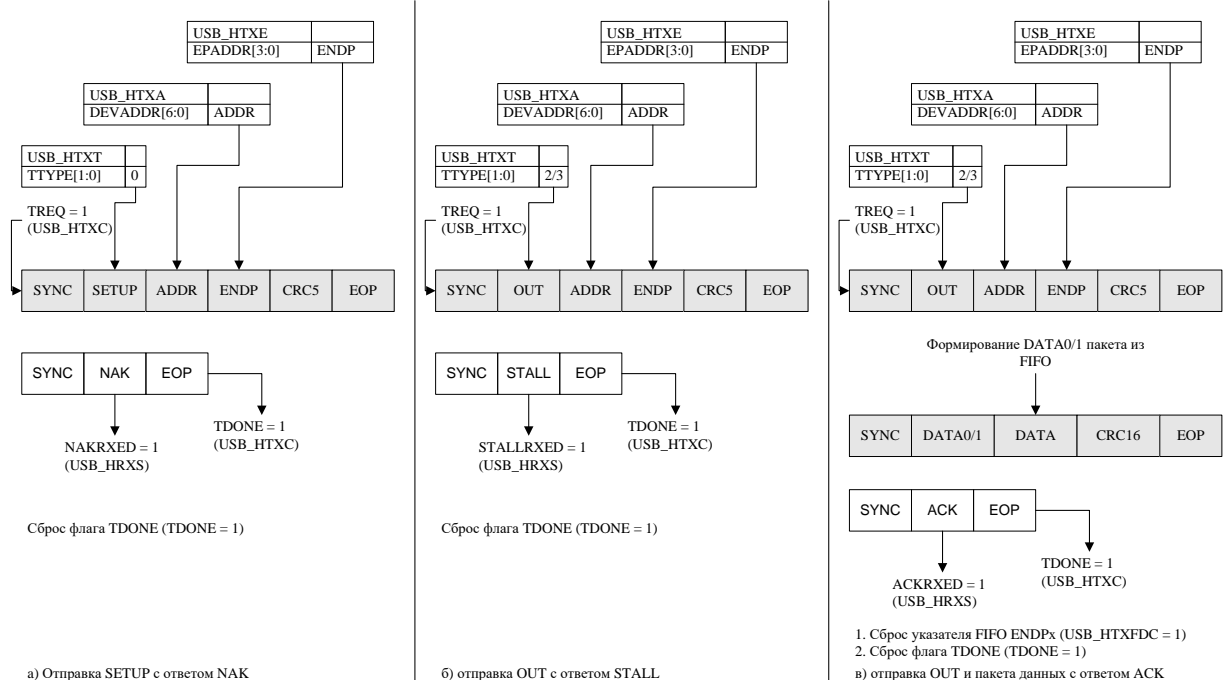 USB_HTXE
EPADDR[3:0] ENDP
USB_HTXA
DEVADDR[6:0] ADDR
USB_HTXT
TTYPE[1:0] 0
TREQ = 1
(USB_HTXC)
SYNC SETUP ADDR ENDP CRC5 EOP
SYNC NAK EOP
TDONE = 1
(USB_HTXC)
NAKRXED = 1
(USB_HRXS)
Сброс флага TDONE (TDONE = 1)
а) Отправка SETUP с ответом NAK
USB_HTXE
EPADDR[3:0] ENDP
USB_HTXA
DEVADDR[6:0] ADDR
USB_HTXT
TTYPE[1:0] 2/3
TREQ = 1
(USB_HTXC)
SYNC OUT ADDR ENDP CRC5 EOP
SYNC STALL EOP
TDONE = 1
(USB_HTXC)
STALLRXED = 1
(USB_HRXS)
Сброс флага TDONE (TDONE = 1)
б) отправка OUT с ответом STALL
USB_HTXE
EPADDR[3:0] ENDP
USB_HTXA
DEVADDR[6:0] ADDR
USB_HTXT
TTYPE[1:0] 2/3
TREQ = 1
(USB_HTXC)
SYNC OUT ADDR ENDP CRC5 EOP
Формирование DATA0/1 пакета из
FIFO
SYNC DATA0/1 DATA CRC16 EOP
SYNC ACK EOP
TDONE = 1
(USB_HTXC)
ACKRXED = 1
(USB_HRXS)
1. Сброс указателя FIFO ENDPx (USB_HTXFDC = 1)
2. Сброс флага TDONE (TDONE = 1)
в) отправка OUT и пакета данных с ответом ACK